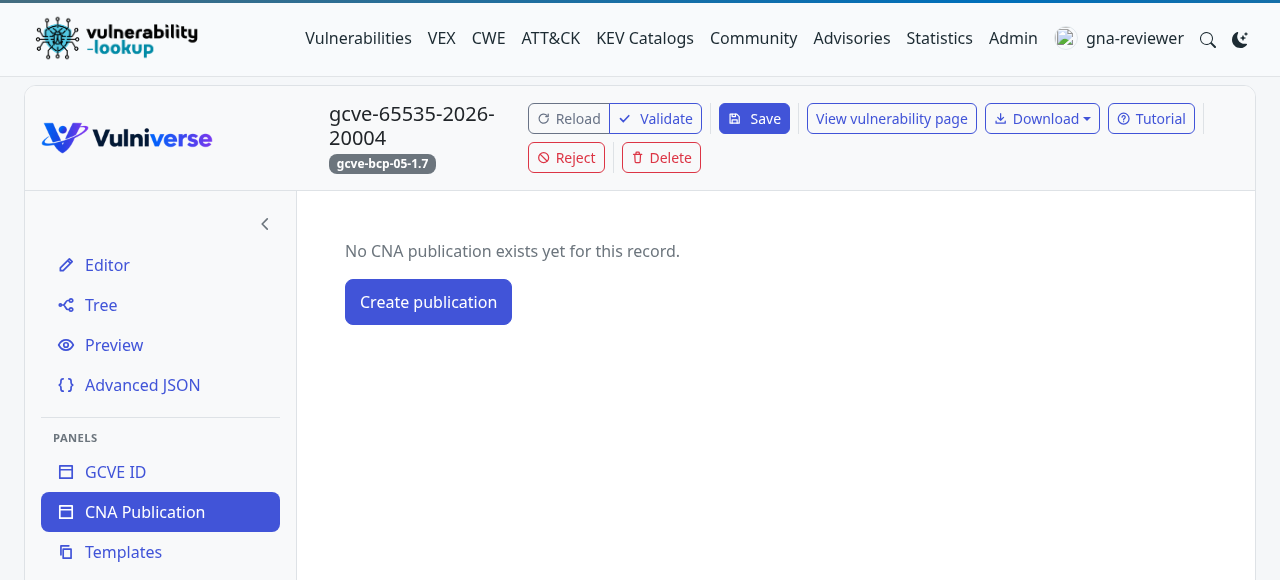 vulnerability
-lookup
Vulnerabilities VEX CWE ATT&CK KEV Catalogs Community Advisories Statistics Admin gna-reviewer
Vulniverse
gcve-65535-2026-
20004
gcve-bcp-05-1.7
Reload Validate Save View vulnerability page Download Tutorial
Reject Delete
Editor
Tree
Preview
Advanced JSON
PANELS
GCVE ID
CNA Publication
Templates
No CNA publication exists yet for this record.
Create publication